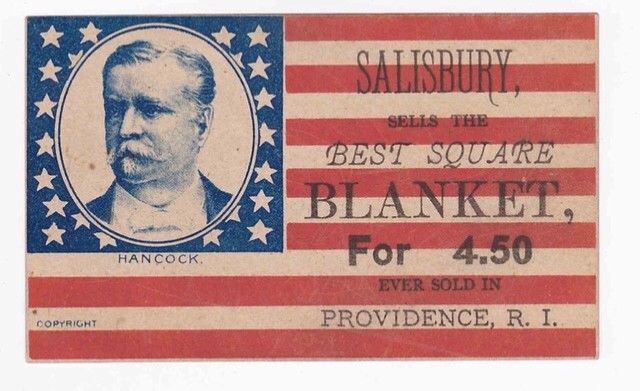 SALISBURY,
SELLS THE
BEST SQUARE
BLANKET,
For 4.50
EVER SOLD IN
PROVIDENCE, R. I.
HANCOCK.
COPYRIGHT